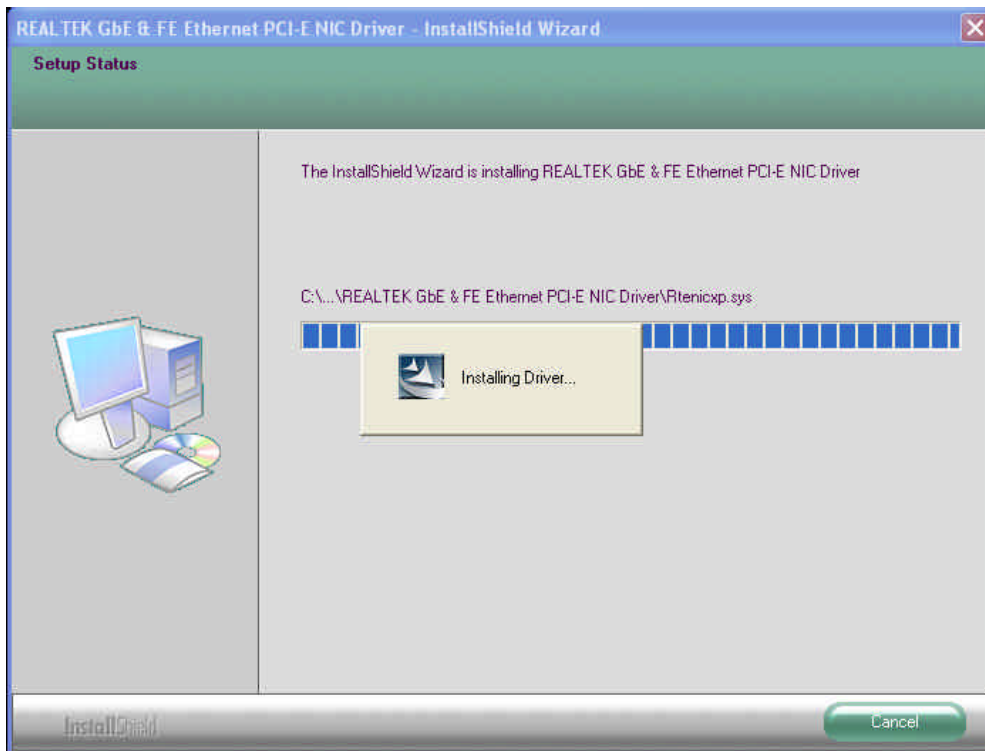 REALTEK GbE & FE Ethernet PCI-E NIC Driver - InstallShield Wizard
Setup Status
The InstallShield Wizard is installing REALTEK GbE & FE Ethernet PCI-E NIC Driver
C:\...\REALTEK GbE & FE Ethernet PCI-E NIC Driver\Rtenicxp.sys
Installing Driver...
InstallShield
Cancel